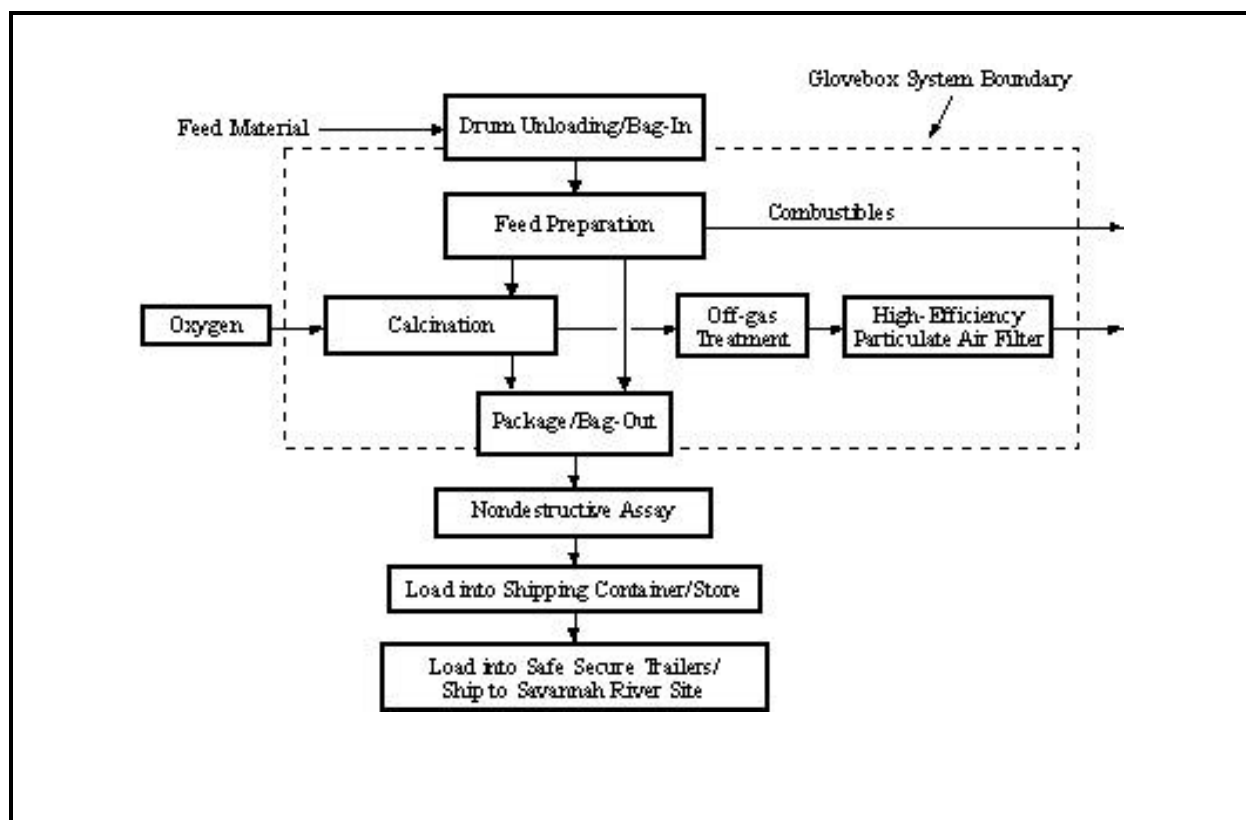 Glovebox System Boundary
Feed Material
Drum Unloading/Bag-In
Feed Preparation
Combustibles
Oxygen
Calcination
Off-gas
Treatment
High-Efficiency
Particulate Air Filter
Package/Bag-Out
Nondestructive Assay
Load into Shipping Container/Store
Load into Safe Secure Trailers/
Ship to Savannah River Site